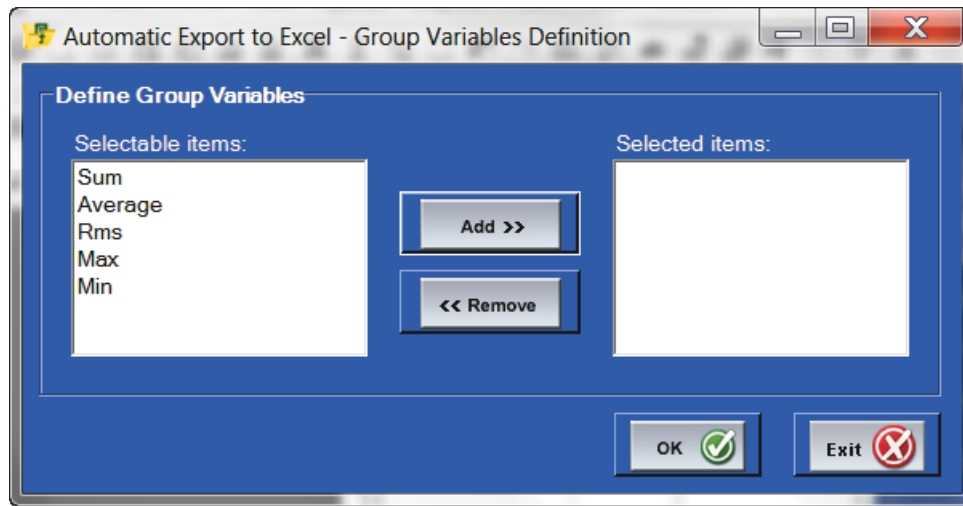 Automatic Export to Excel - Group Variables Definition
Define Group Variables
Selectable items:
Sum
Average
Rms
Max
Min
Add >>
<< Remove
Selected items:
OK
Exit